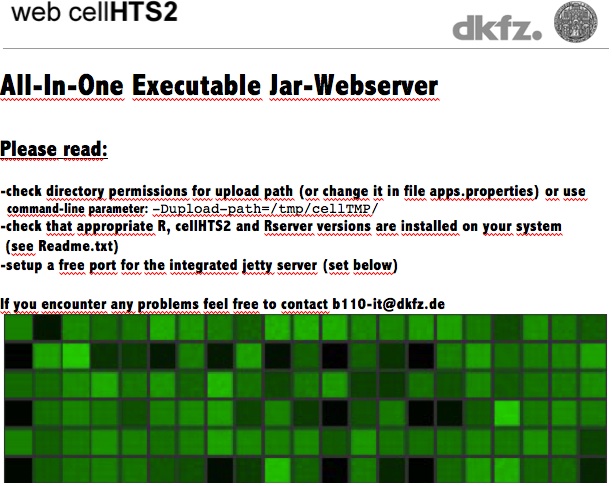 web cellHTS2
dkfz.
All-In-One Executable Jar-Webserver
Please read:
-check directory permissions for upload path (or change it in file apps.properties) or use
command-line parameter: -Dupload-path=/tmp/cellTMP/
-check that appropriate R, cellHTS2 and Rserver versions are installed on your system
(see Readme.txt)
-setup a free port for the integrated jetty server (set below)
If you encounter any problems feel free to contact b110-it@dkfz.de